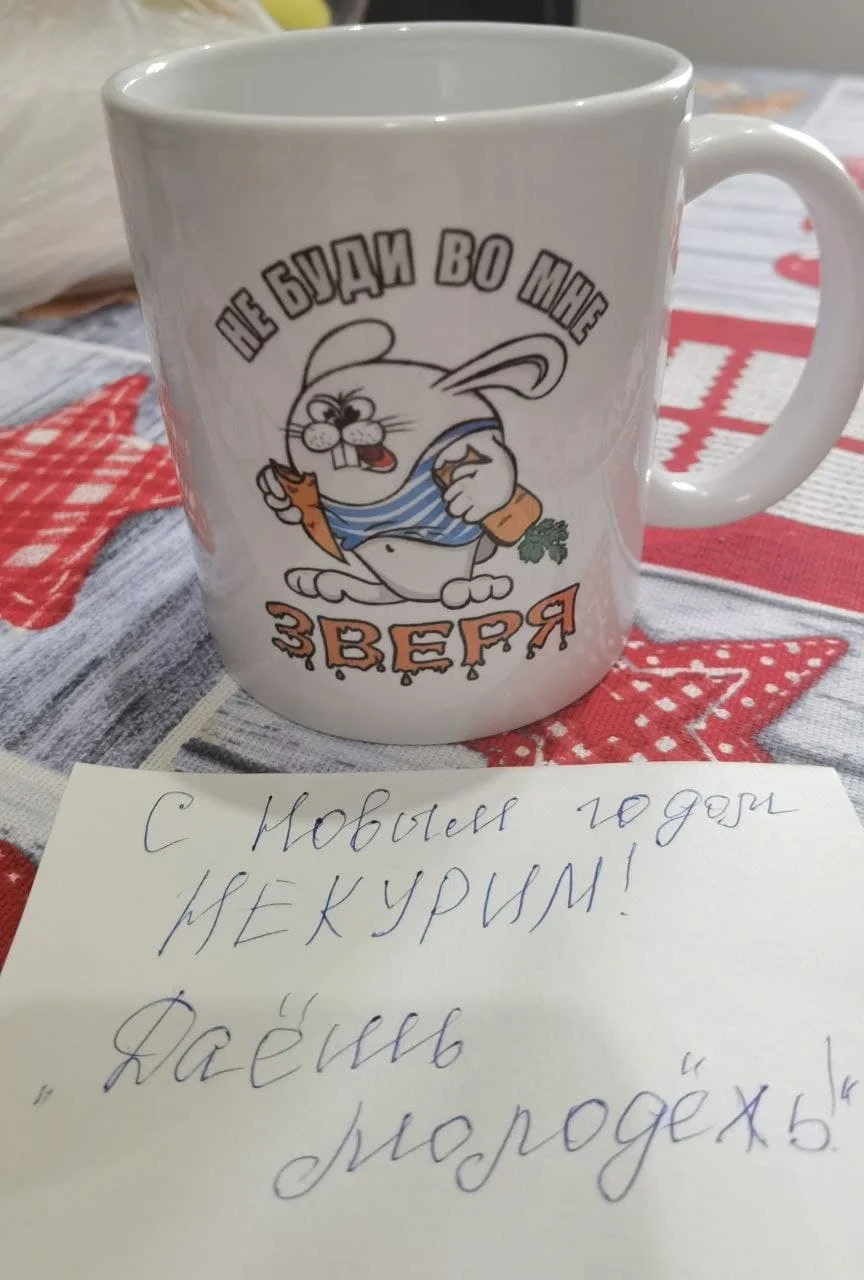 НЕ БУДИ ВО МНЕ
ЗВЕРЯ
С Новым годом
НЕКУРИМ!
„Даёшь
молодёжь!“